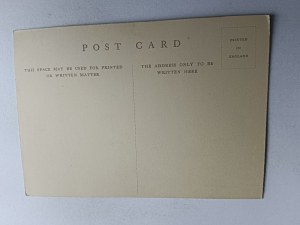 POST CARD
PRINTED
IN
ENGLAND
THIS SPACE MAY BE USED FOR PRINTED
OR WRITTEN MATTER
THE ADDRESS ONLY TO BE
WRITTEN HERE